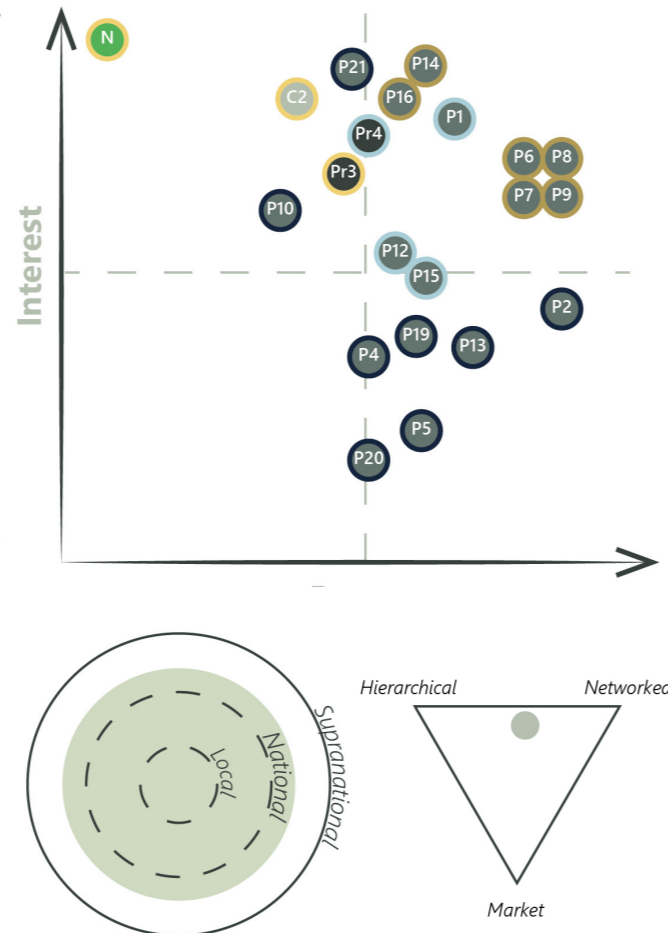 N
P21
P14
C2
P16
P1
Pr4
Pr3
P6
P8
P7
P9
P10
Interest
P12
P15
P2
P19
P13
P4
P5
P20
Hierarchical
Networked
Supranational
National
Local
Market